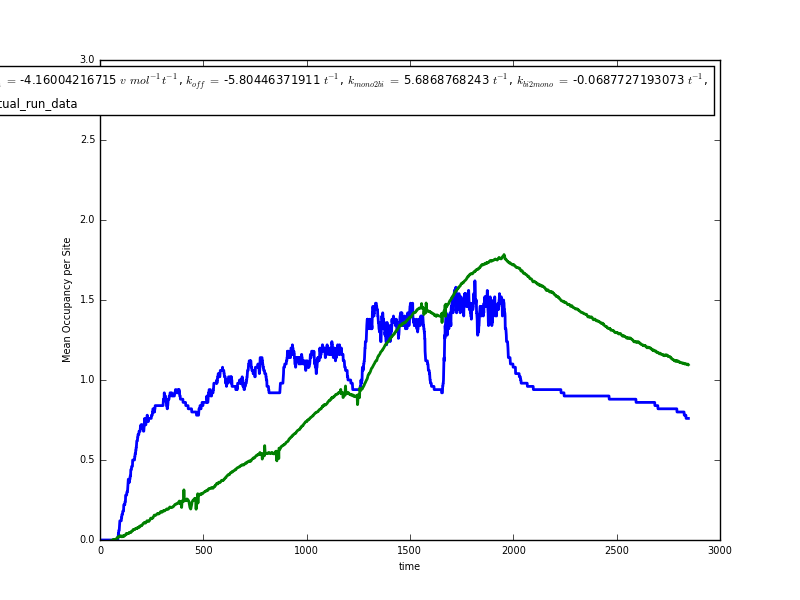 = -4.16004216715 v mol⁻¹t⁻¹, k_off = -5.80446371911 t⁻¹, k_mono2bi = 5.6868768243 t⁻¹, k_bi2mono = -0.0687727193073 t⁻¹,
tual_run_data
3.0
2.5
2.0
1.5
1.0
0.5
0.0
Mean Occupancy per Site
0 500 1000 1500 2000 2500 3000
time